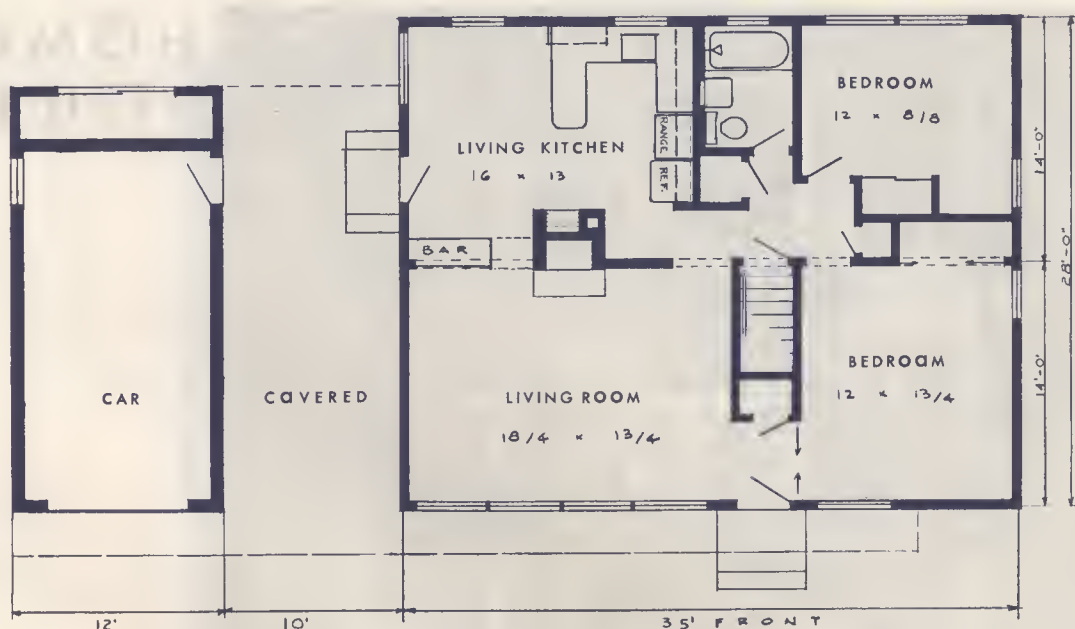 BEDROOM
12 x 8/8
LIVING KITCHEN
16 x 13
RANGE
REF.
BAR
14'-0"
28'-0"
CAR
COVERED
LIVING ROOM
18/4 x 13/4
BEDROOM
12 x 13/4
14'-0"
12'
10'
35' FRONT